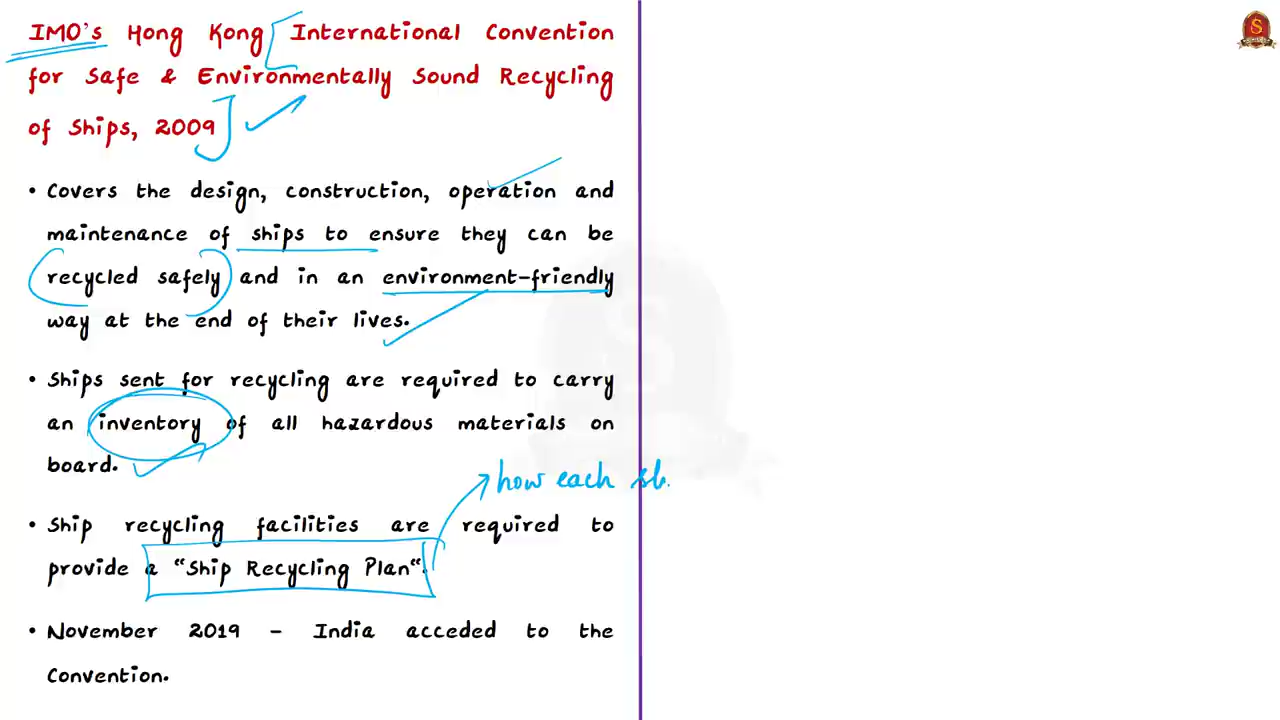 IMO's Hong Kong International Convention
for Safe & Environmentally Sound Recycling
of Ships, 2009
• Covers the design, construction, operation and
maintenance of ships to ensure they can be
recycled safely and in an environment-friendly
way at the end of their lives.
• Ships sent for recycling are required to carry
an inventory of all hazardous materials on
board.
how each sh
• Ship recycling facilities are required to
provide a "Ship Recycling Plan".
• November 2019 - India acceded to the
Convention.